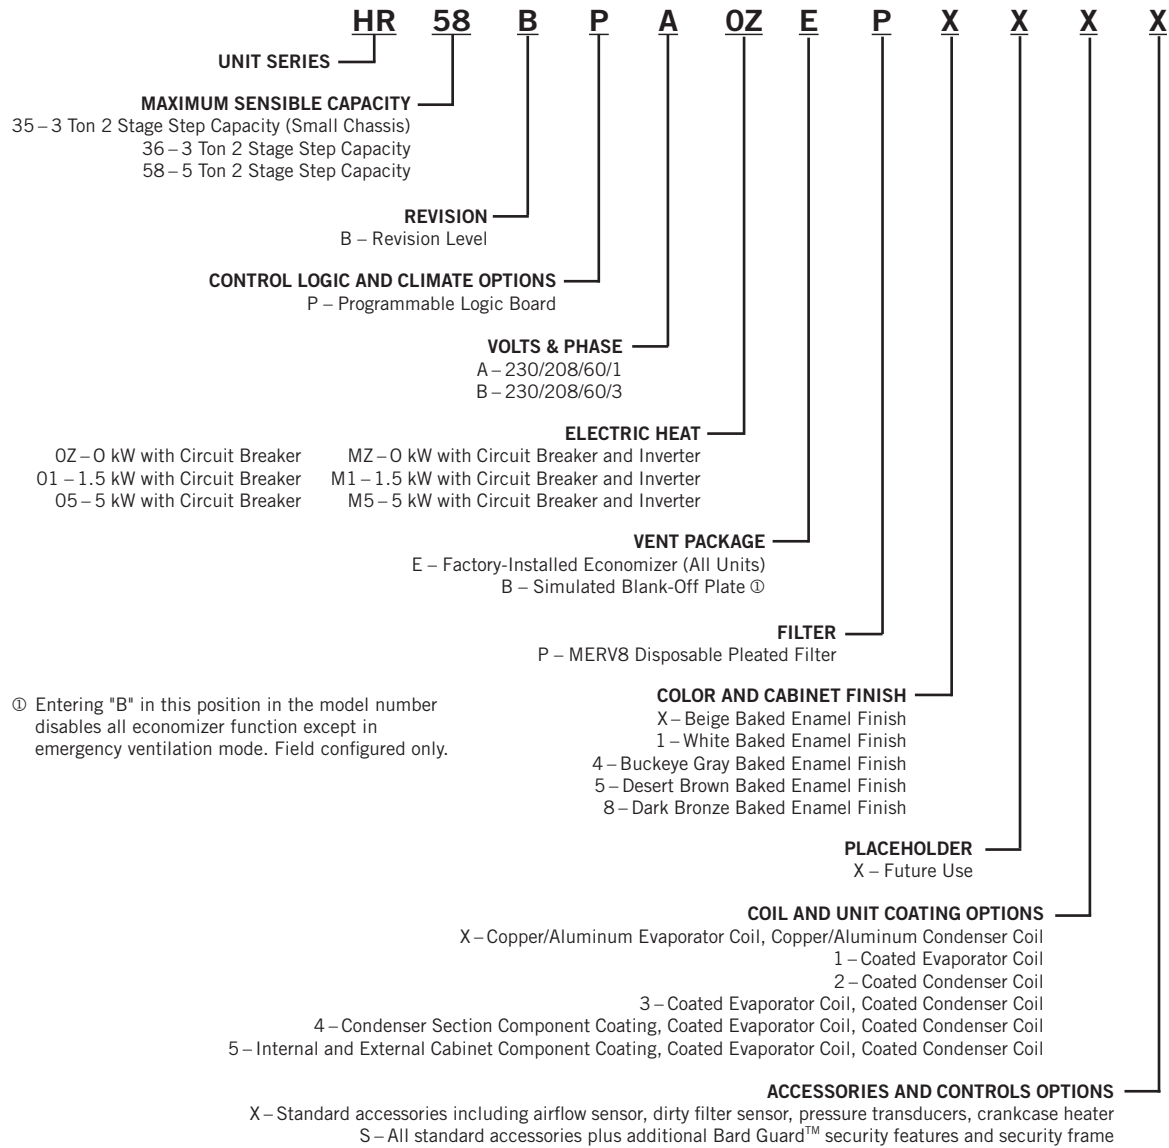 HR 58 B P A 0Z E P X X X X
UNIT SERIES
MAXIMUM SENSIBLE CAPACITY
35 – 3 Ton 2 Stage Step Capacity (Small Chassis)
36 – 3 Ton 2 Stage Step Capacity
58 – 5 Ton 2 Stage Step Capacity
REVISION
B – Revision Level
CONTROL LOGIC AND CLIMATE OPTIONS
P – Programmable Logic Board
VOLTS & PHASE
A – 230/208/60/1
B – 230/208/60/3
ELECTRIC HEAT
0Z – 0 kW with Circuit Breaker MZ – 0 kW with Circuit Breaker and Inverter
01 – 1.5 kW with Circuit Breaker M1 – 1.5 kW with Circuit Breaker and Inverter
05 – 5 kW with Circuit Breaker M5 – 5 kW with Circuit Breaker and Inverter
VENT PACKAGE
E – Factory-Installed Economizer (All Units)
B – Simulated Blank-Off Plate ①
FILTER
P – MERV8 Disposable Pleated Filter
① Entering "B" in this position in the model number
disables all economizer function except in
emergency ventilation mode. Field configured only.
COLOR AND CABINET FINISH
X – Beige Baked Enamel Finish
1 – White Baked Enamel Finish
4 – Buckeye Gray Baked Enamel Finish
5 – Desert Brown Baked Enamel Finish
8 – Dark Bronze Baked Enamel Finish
PLACEHOLDER
X – Future Use
COIL AND UNIT COATING OPTIONS
X – Copper/Aluminum Evaporator Coil, Copper/Aluminum Condenser Coil
1 – Coated Evaporator Coil
2 – Coated Condenser Coil
3 – Coated Evaporator Coil, Coated Condenser Coil
4 – Condenser Section Component Coating, Coated Evaporator Coil, Coated Condenser Coil
5 – Internal and External Cabinet Component Coating, Coated Evaporator Coil, Coated Condenser Coil
ACCESSORIES AND CONTROLS OPTIONS
X – Standard accessories including airflow sensor, dirty filter sensor, pressure transducers, crankcase heater
S – All standard accessories plus additional Bard Guard™ security features and security frame